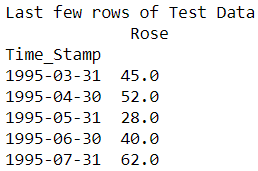 Last few rows of Test Data
Rose
Time_Stamp
1995-03-31 45.0
1995-04-30 52.0
1995-05-31 28.0
1995-06-30 40.0
1995-07-31 62.0